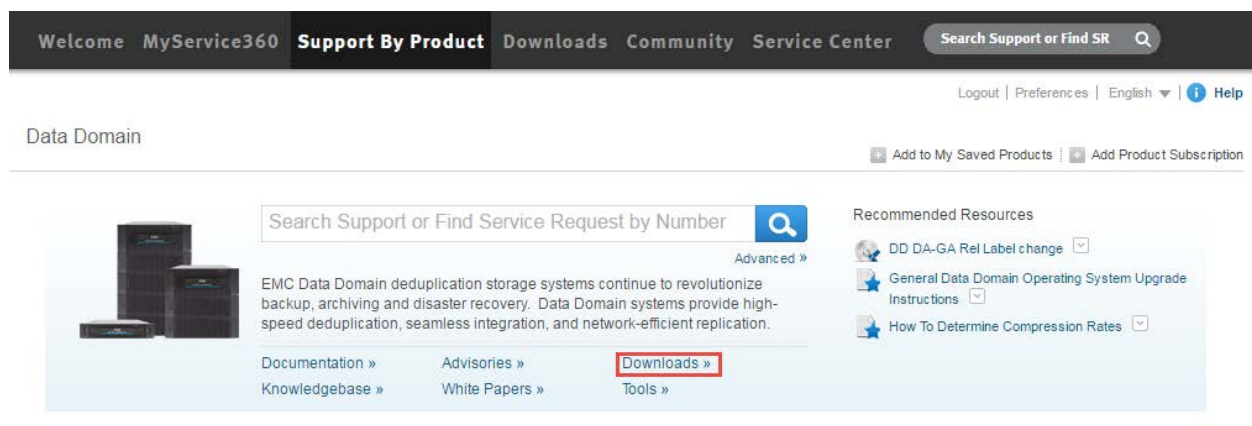 Welcome MyService360 Support By Product Downloads Community Service Center Search Support or Find SR
Logout | Preferences | English | Help
Data Domain
Add to My Saved Products Add Product Subscription
Search Support or Find Service Request by Number
Advanced »
EMC Data Domain deduplication storage systems continue to revolutionize
backup, archiving and disaster recovery. Data Domain systems provide high-
speed deduplication, seamless integration, and network-efficient replication.
Documentation » Advisories » Downloads »
Knowledgebase » White Papers » Tools »
Recommended Resources
DD DA-GA Rel Label change
General Data Domain Operating System Upgrade
Instructions
How To Determine Compression Rates